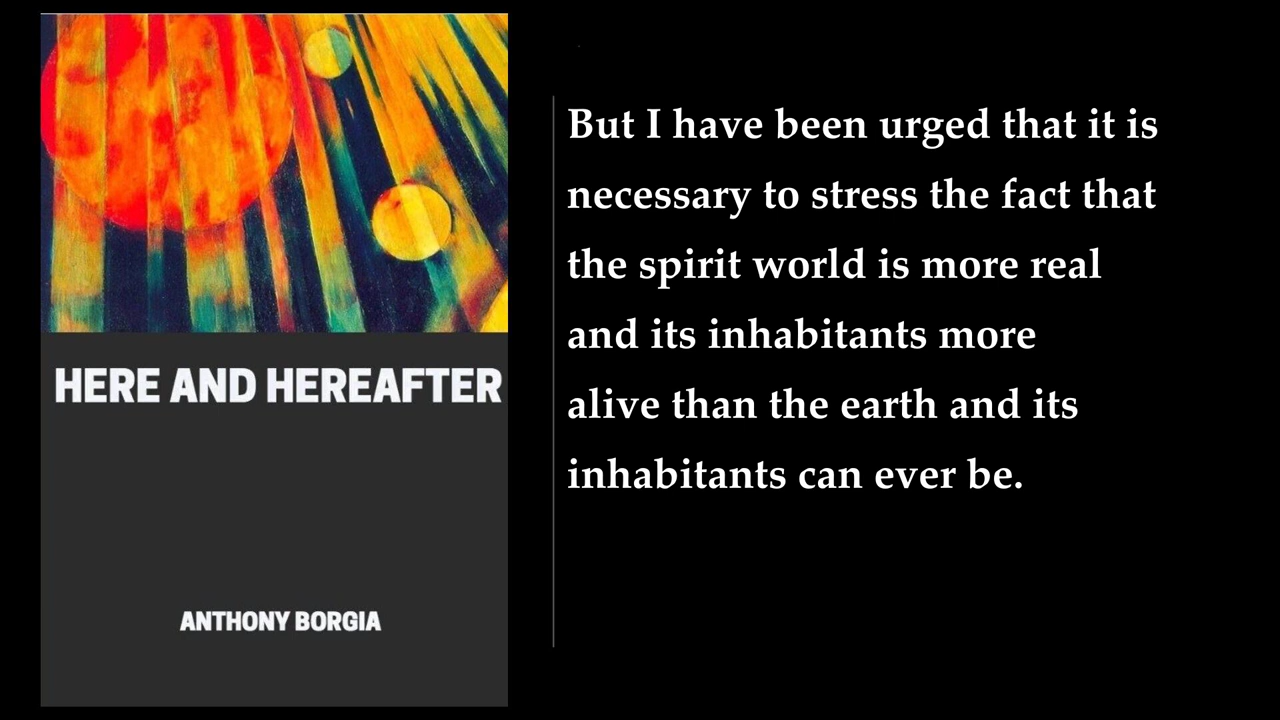 HERE AND HEREAFTER
ANTHONY BORGIA
But I have been urged that it is
necessary to stress the fact that
the spirit world is more real
and its inhabitants more
alive than the earth and its
inhabitants can ever be.